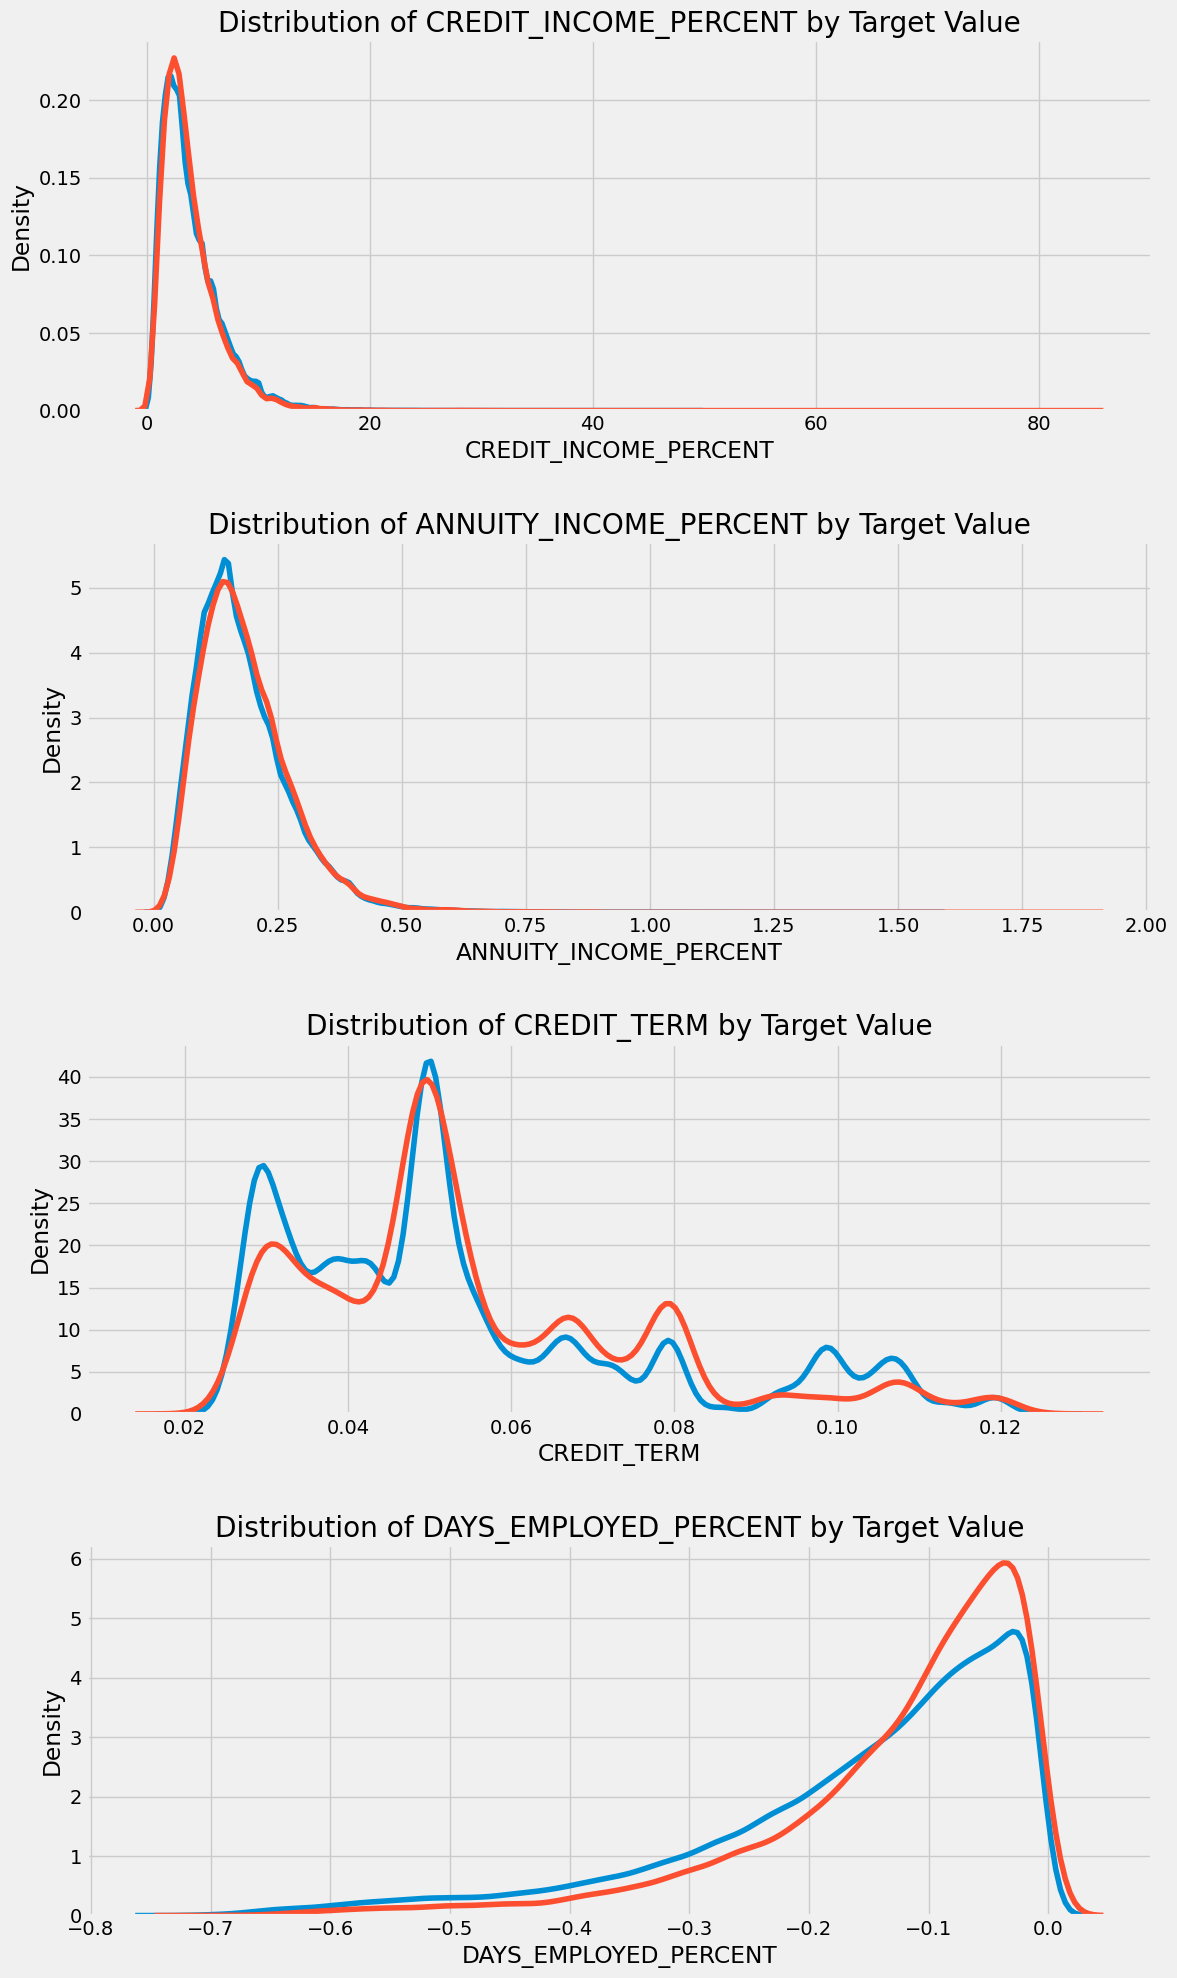 Distribution of CREDIT_INCOME_PERCENT by Target Value
0.20
0.15
0.10
0.05
0.00
Density
0 20 40 60 80
CREDIT_INCOME_PERCENT
Distribution of ANNUITY_INCOME_PERCENT by Target Value
5
4
3
2
1
0
Density
0.00 0.25 0.50 0.75 1.00 1.25 1.50 1.75 2.00
ANNUITY_INCOME_PERCENT
Distribution of CREDIT_TERM by Target Value
40
35
30
25
20
15
10
5
0
Density
0.02 0.04 0.06 0.08 0.10 0.12
CREDIT_TERM
Distribution of DAYS_EMPLOYED_PERCENT by Target Value
6
5
4
3
2
1
0
Density
−0.8 −0.7 −0.6 −0.5 −0.4 −0.3 −0.2 −0.1 0.0
DAYS_EMPLOYED_PERCENT